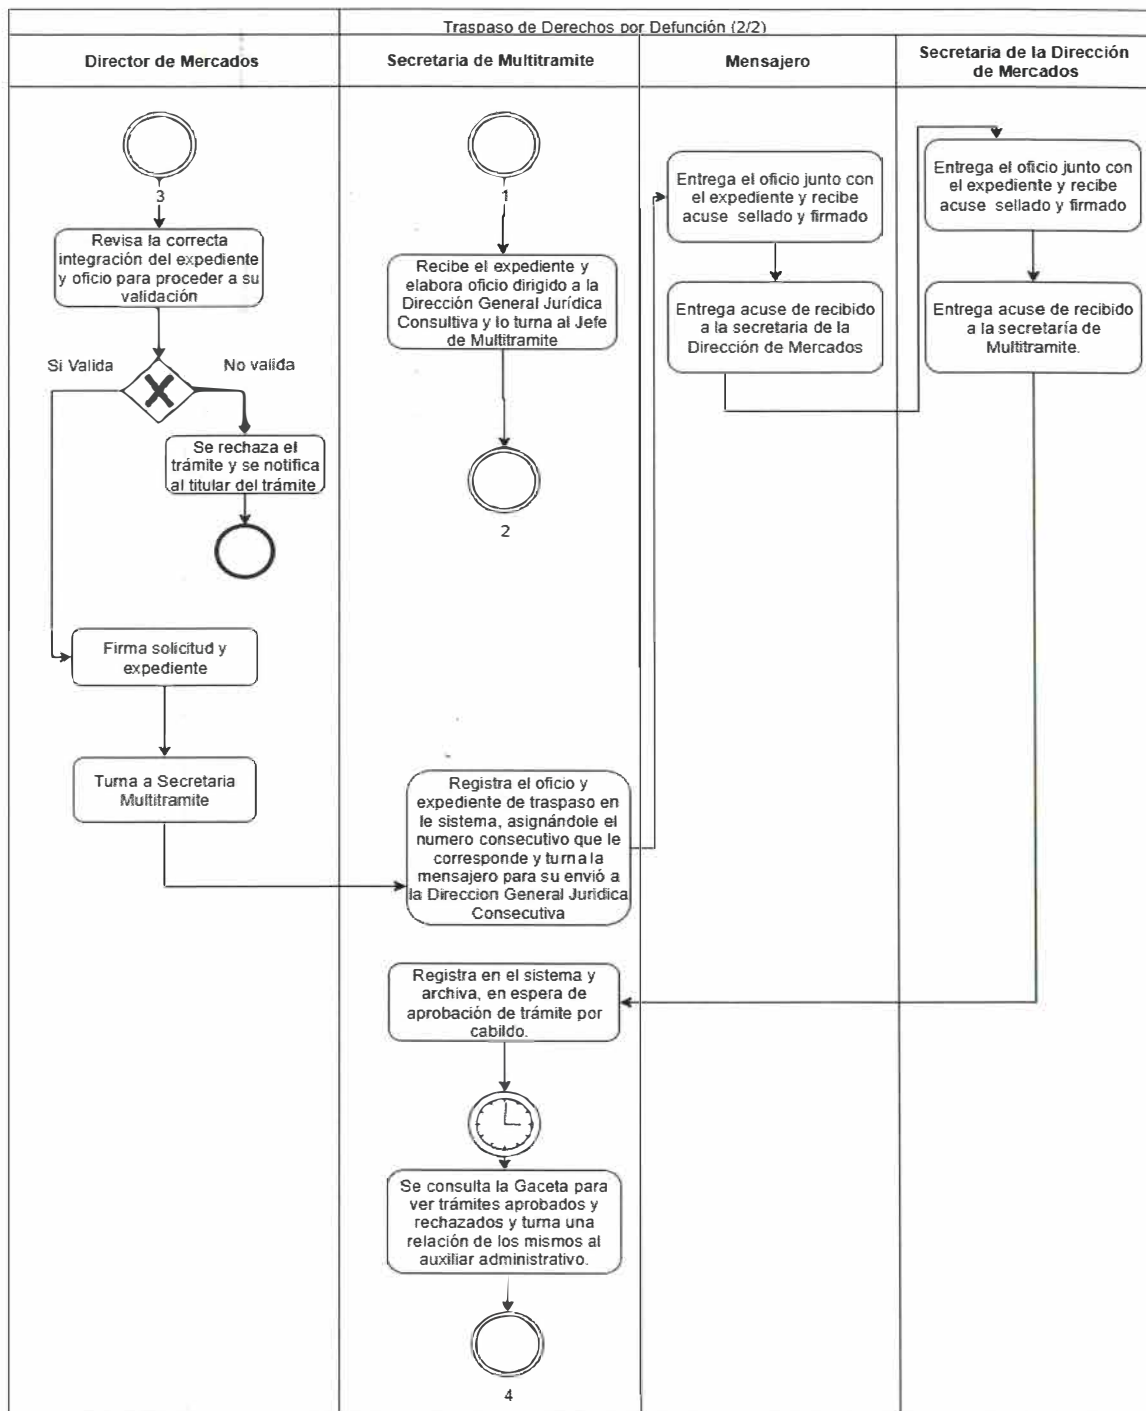 Traspaso de Derechos por Defunción (2/2)
Director de Mercados
Secretaria de Multitramite
Mensajero
Secretaria de la Dirección
de Mercados
3
Revisa la correcta
integración del expediente
y oficio para proceder a su
validación
Si Valida
No valida
Se rechaza el
trámite y se notifica
al titular del trámite
Firma solicitud y
expediente
Turna a Secretaria
Multitramite
1
Recibe el expediente y
elabora oficio dirigido a la
Dirección General Jurídica
Consultiva y lo turna al Jefe
de Multitramite
2
Registra el oficio y
expediente de traspaso en
le sistema, asignándole el
numero consecutivo que le
corresponde y turna la
mensajero para su envió a
la Direccion General Juridica
Consecutiva
Registra en el sistema y
archiva, en espera de
aprobación de trámite por
cabildo.
Se consulta la Gaceta para
ver trámites aprobados y
rechazados y turna una
relación de los mismos al
auxiliar administrativo.
4
Entrega el oficio junto con
el expediente y recibe
acuse sellado y firmado
Entrega acuse de recibido
a la secretaria de la
Dirección de Mercados
Entrega el oficio junto con
el expediente y recibe
acuse sellado y firmado
Entrega acuse de recibido
a la secretaría de
Multitramite.